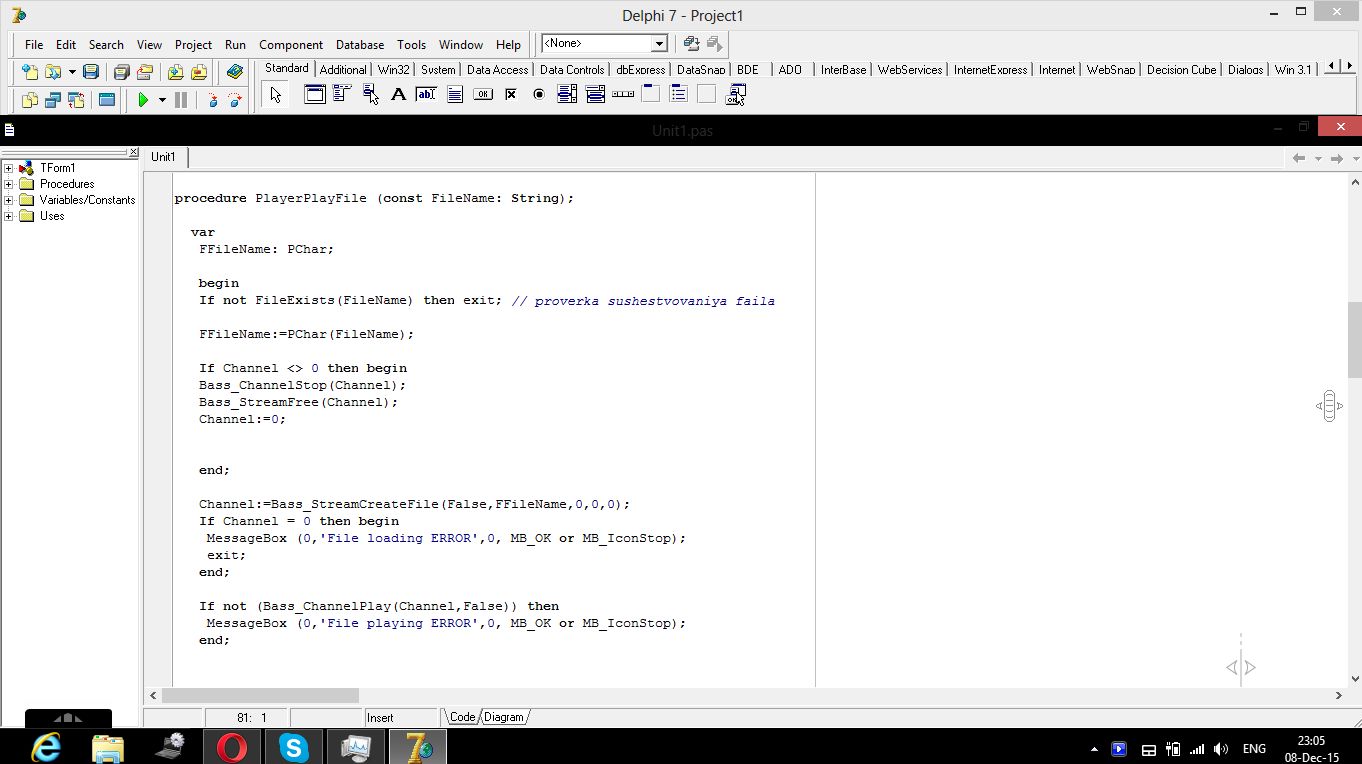 Delphi 7 - Project1
File Edit Search View Project Run Component Database Tools Window Help <None>
Standard Additional Win32 System Data Access Data Controls dbExpress DataSnap BDE ADO InterBase WebServices InternetExpress Internet WebSnap Decision Cube Dialogs Win 3.1
Unit1.pas
Unit1
TForm1
Procedures
Variables/Constants
Uses
procedure PlayerPlayFile (const FileName: String);
var
FFileName: PChar;
begin
If not FileExists(FileName) then exit; // proverka sushestvovaniya faila
FFileName:=PChar(FileName);
If Channel <> 0 then begin
Bass_ChannelStop(Channel);
Bass_StreamFree(Channel);
Channel:=0;
end;
Channel:=Bass_StreamCreateFile(False,FFileName,0,0,0);
If Channel = 0 then begin
MessageBox (0,'File loading ERROR',0, MB_OK or MB_IconStop);
exit;
end;
If not (Bass_ChannelPlay(Channel,False)) then
MessageBox (0,'File playing ERROR',0, MB_OK or MB_IconStop);
end;
81: 1 Insert Code Diagram
ENG
23:05
08-Dec-15